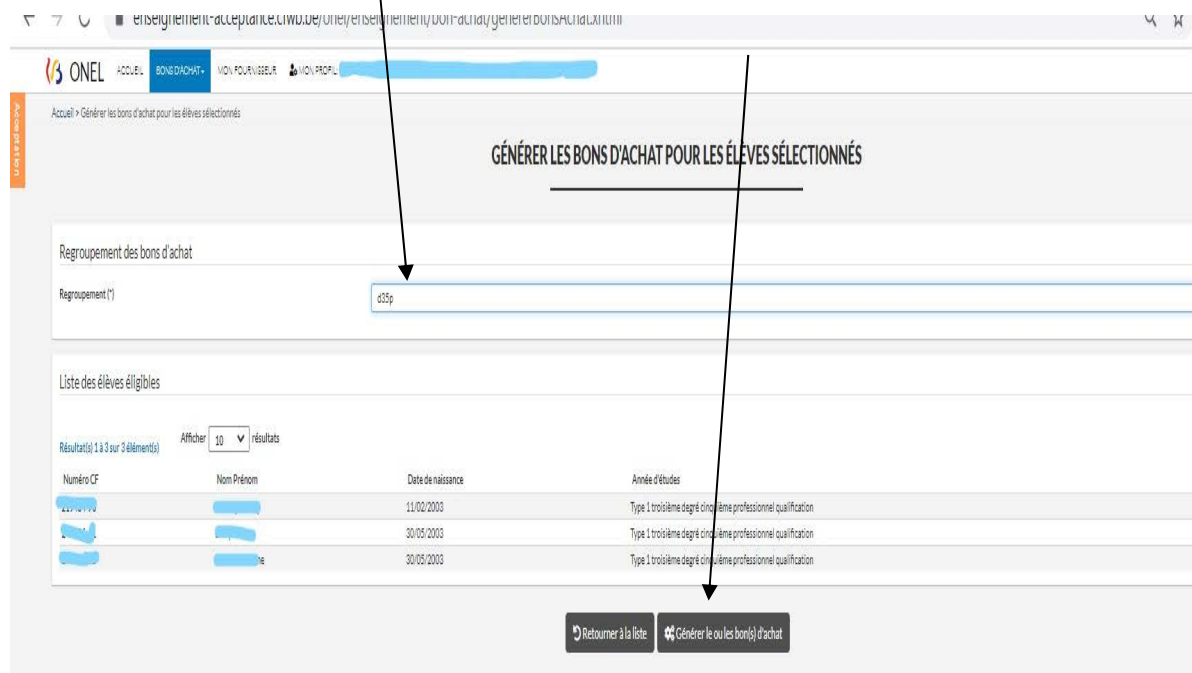 enseignement-acceptance.cfwb.be/onel/enseignement/bon-achat/genererBonsAchat.xhtml
ONEL ACCUEIL BONS D'ACHAT MON FOURNISSEUR MON PROFIL:
Acceptation
Accueil > Générer les bons d'achat pour les élèves sélectionnés
GÉNÉRER LES BONS D'ACHAT POUR LES ÉLÈVES SÉLECTIONNÉS
Regroupement des bons d'achat
Regroupement (*) d35p
Liste des élèves éligibles
Résultat(s) 1 à 3 sur 3 élément(s) Afficher 10 résultats
Numéro CF Nom Prénom Date de naissance Année d'études
11/02/2003 Type 1 troisième degré cinquième professionnel qualification
30/05/2003 Type 1 troisième degré cinquième professionnel qualification
30/05/2003 Type 1 troisième degré cinquième professionnel qualification
Retourner à la liste Générer le ou les bon(s) d'achat